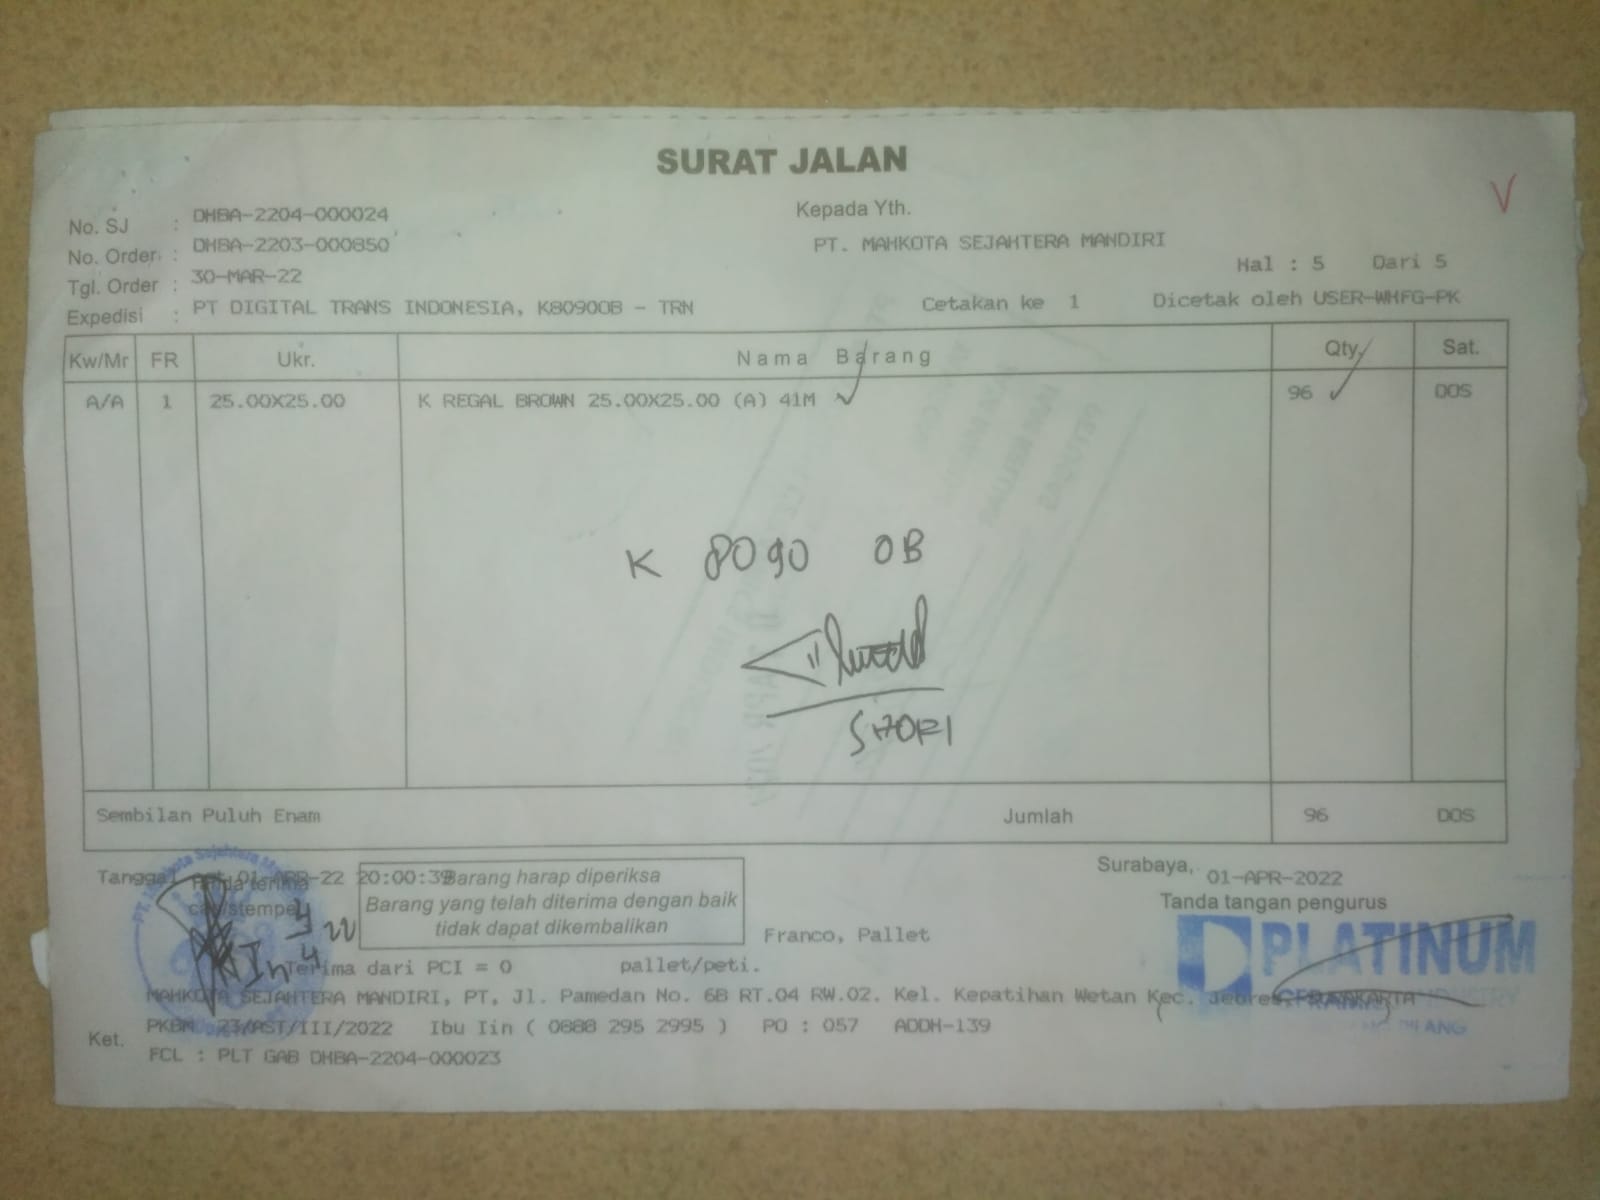 SURAT JALAN
No. SJ : DHBA-2204-000024
Kepada Yth.
No. Order : DHBA-2203-000850
PT. MAHKOTA SEJAHTERA MANDIRI
Tgl. Order : 30-MAR-22
Hal : 5 Dari 5
Expedisi : PT DIGITAL TRANS INDONESIA, K8090OB - TRN
Cetakan ke 1 Dicetak oleh USER-WHFG-PK
Kw/Mr FR Ukr. Nama Barang Qty Sat.
A/A 1 25.00X25.00 K REGAL BROWN 25.00X25.00 (A) 41M 96 DOS
K 8090 OB
Sembilan Puluh Enam Jumlah 96 DOS
Tanggal 01-APR-22 20:00:39
Tanda terima
cap/stempel
Barang harap diperiksa
Barang yang telah diterima dengan baik
tidak dapat dikembalikan
Franco, Pallet
Surabaya, 01-APR-2022
Tanda tangan pengurus
PLATINUM
Terima dari PCI = 0 pallet/peti.
MAHKOTA SEJAHTERA MANDIRI, PT, Jl. Pamedan No. 6B RT.04 RW.02. Kel. Kepatihan Wetan Kec. Jebres,
Ket. PKBM 23/AST/III/2022 Ibu Iin ( 0888 295 2995 ) PO : 057 ADDH-139
FCL : PLT GAB DHBA-2204-000023